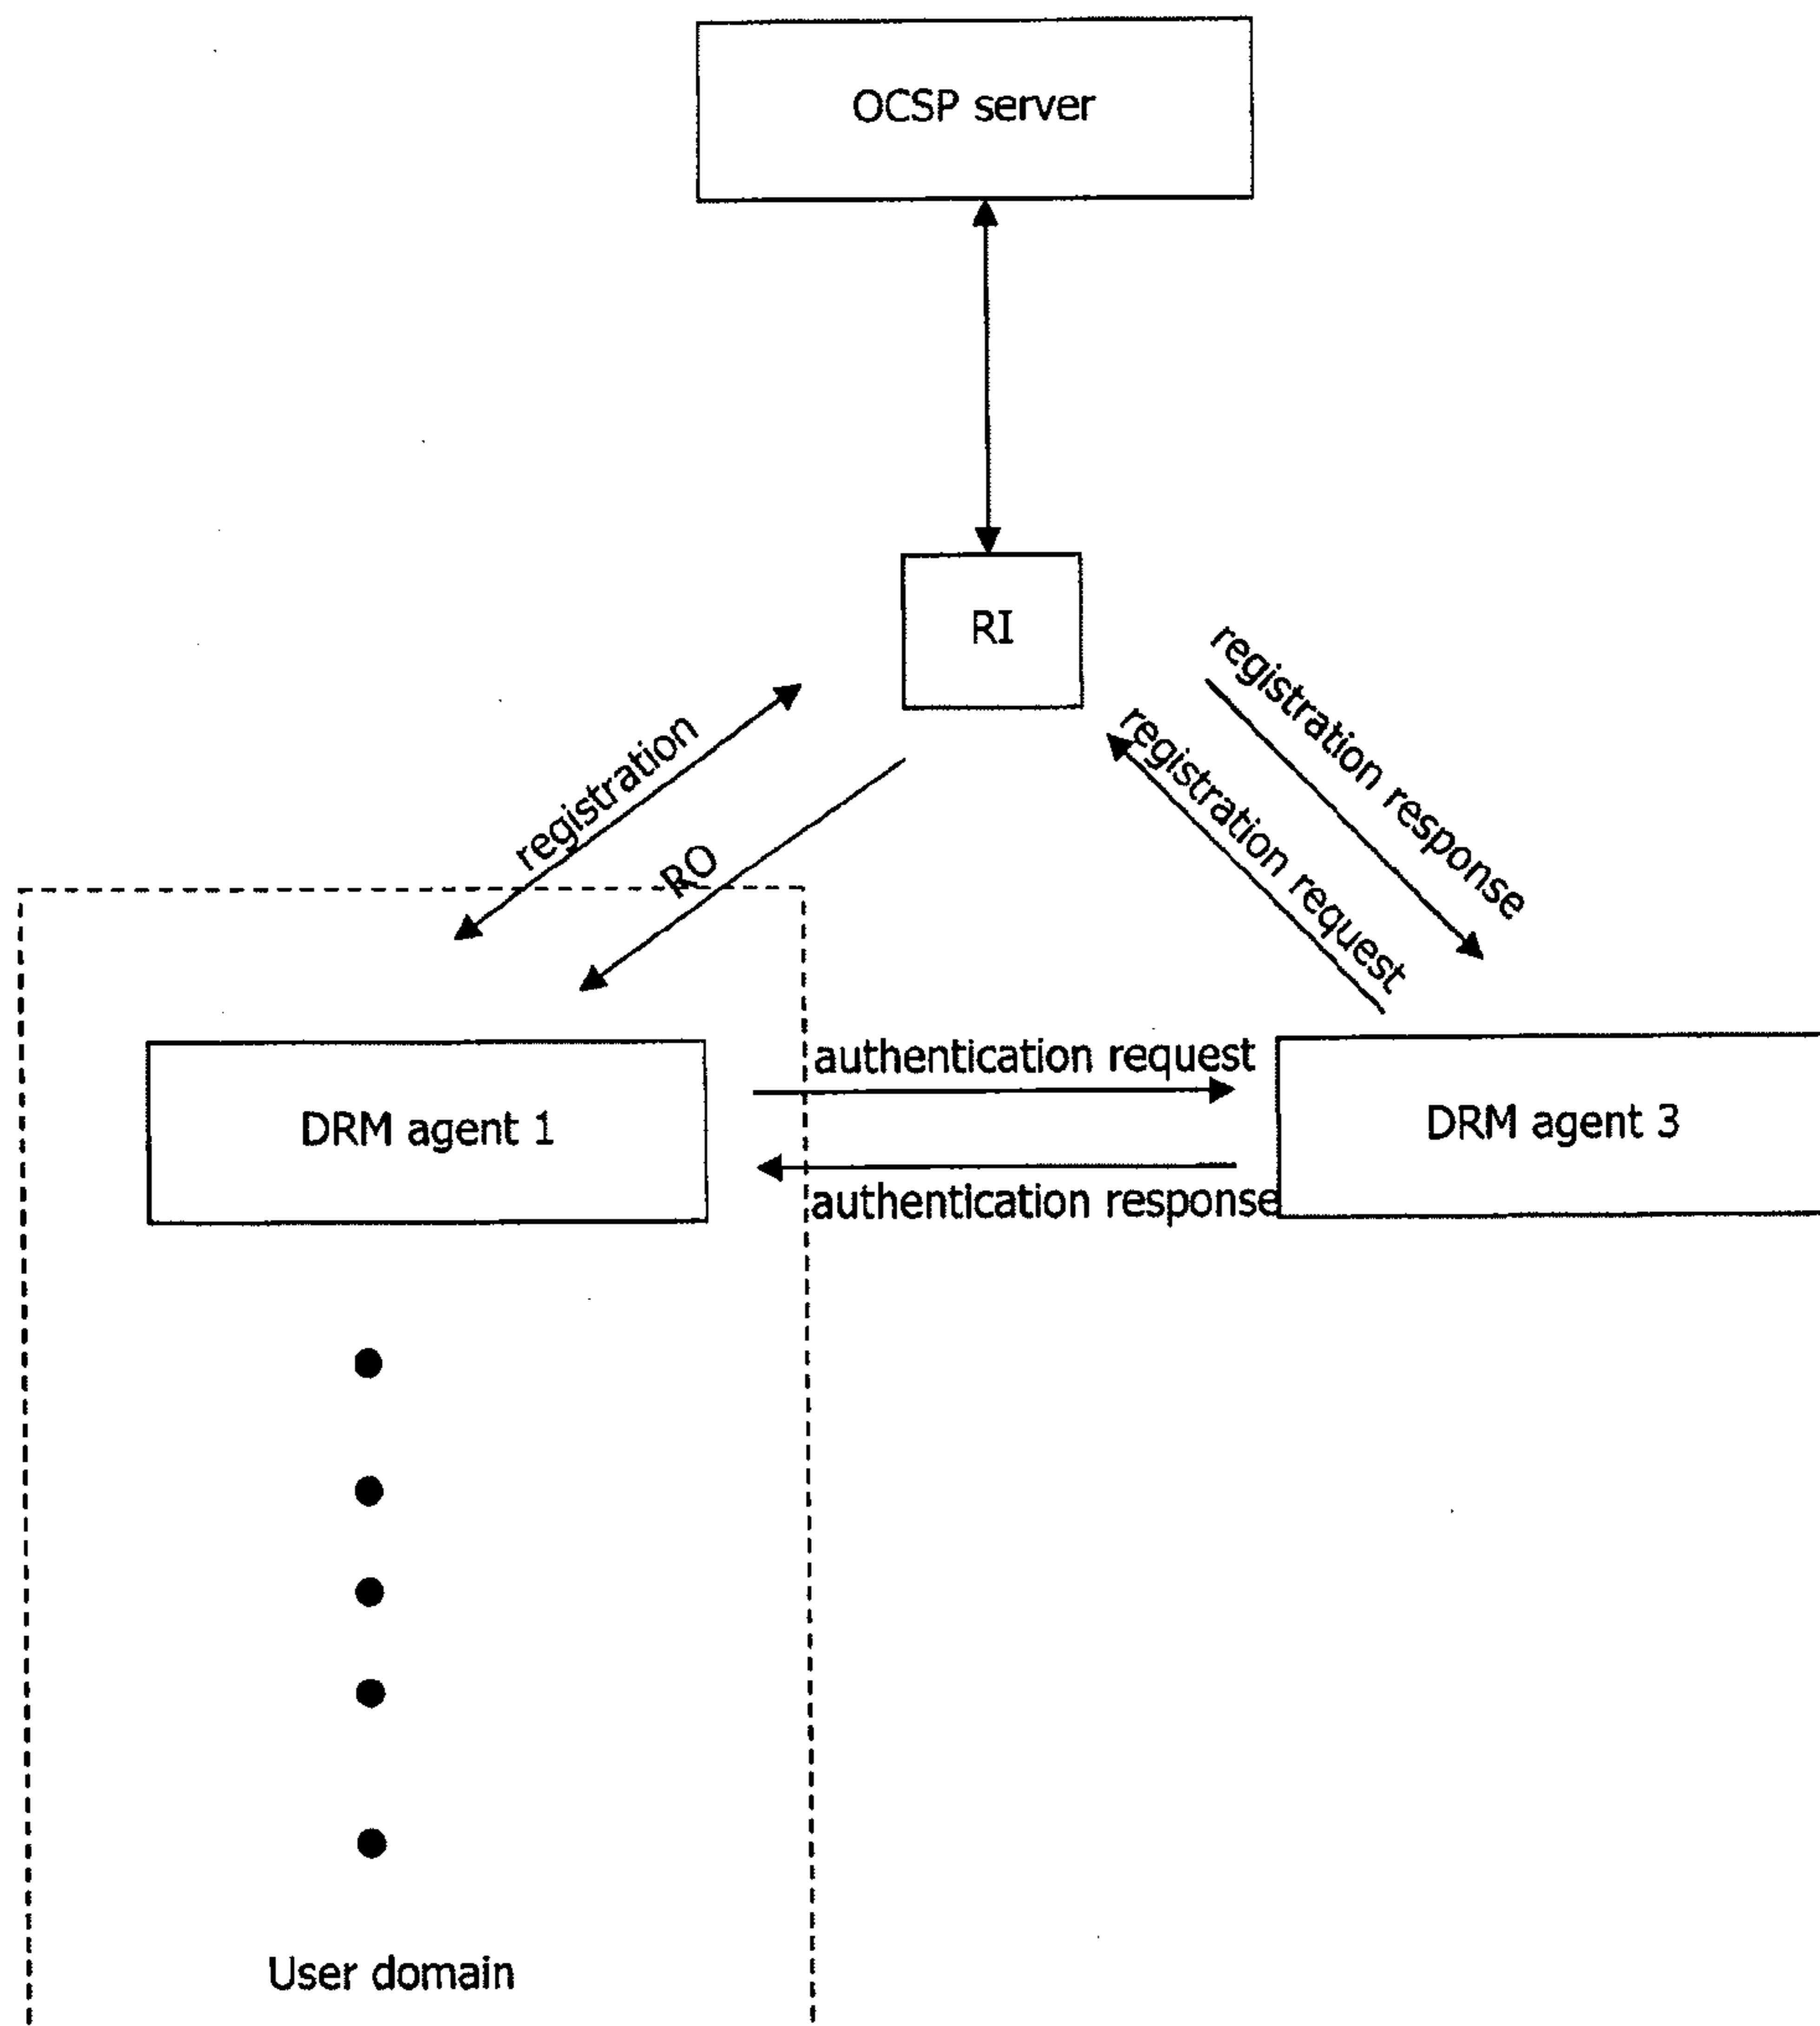 OCSP server
RI
registration response
registration request
registration
RO
authentication request
DRM agent 1
DRM agent 3
authentication response
User domain